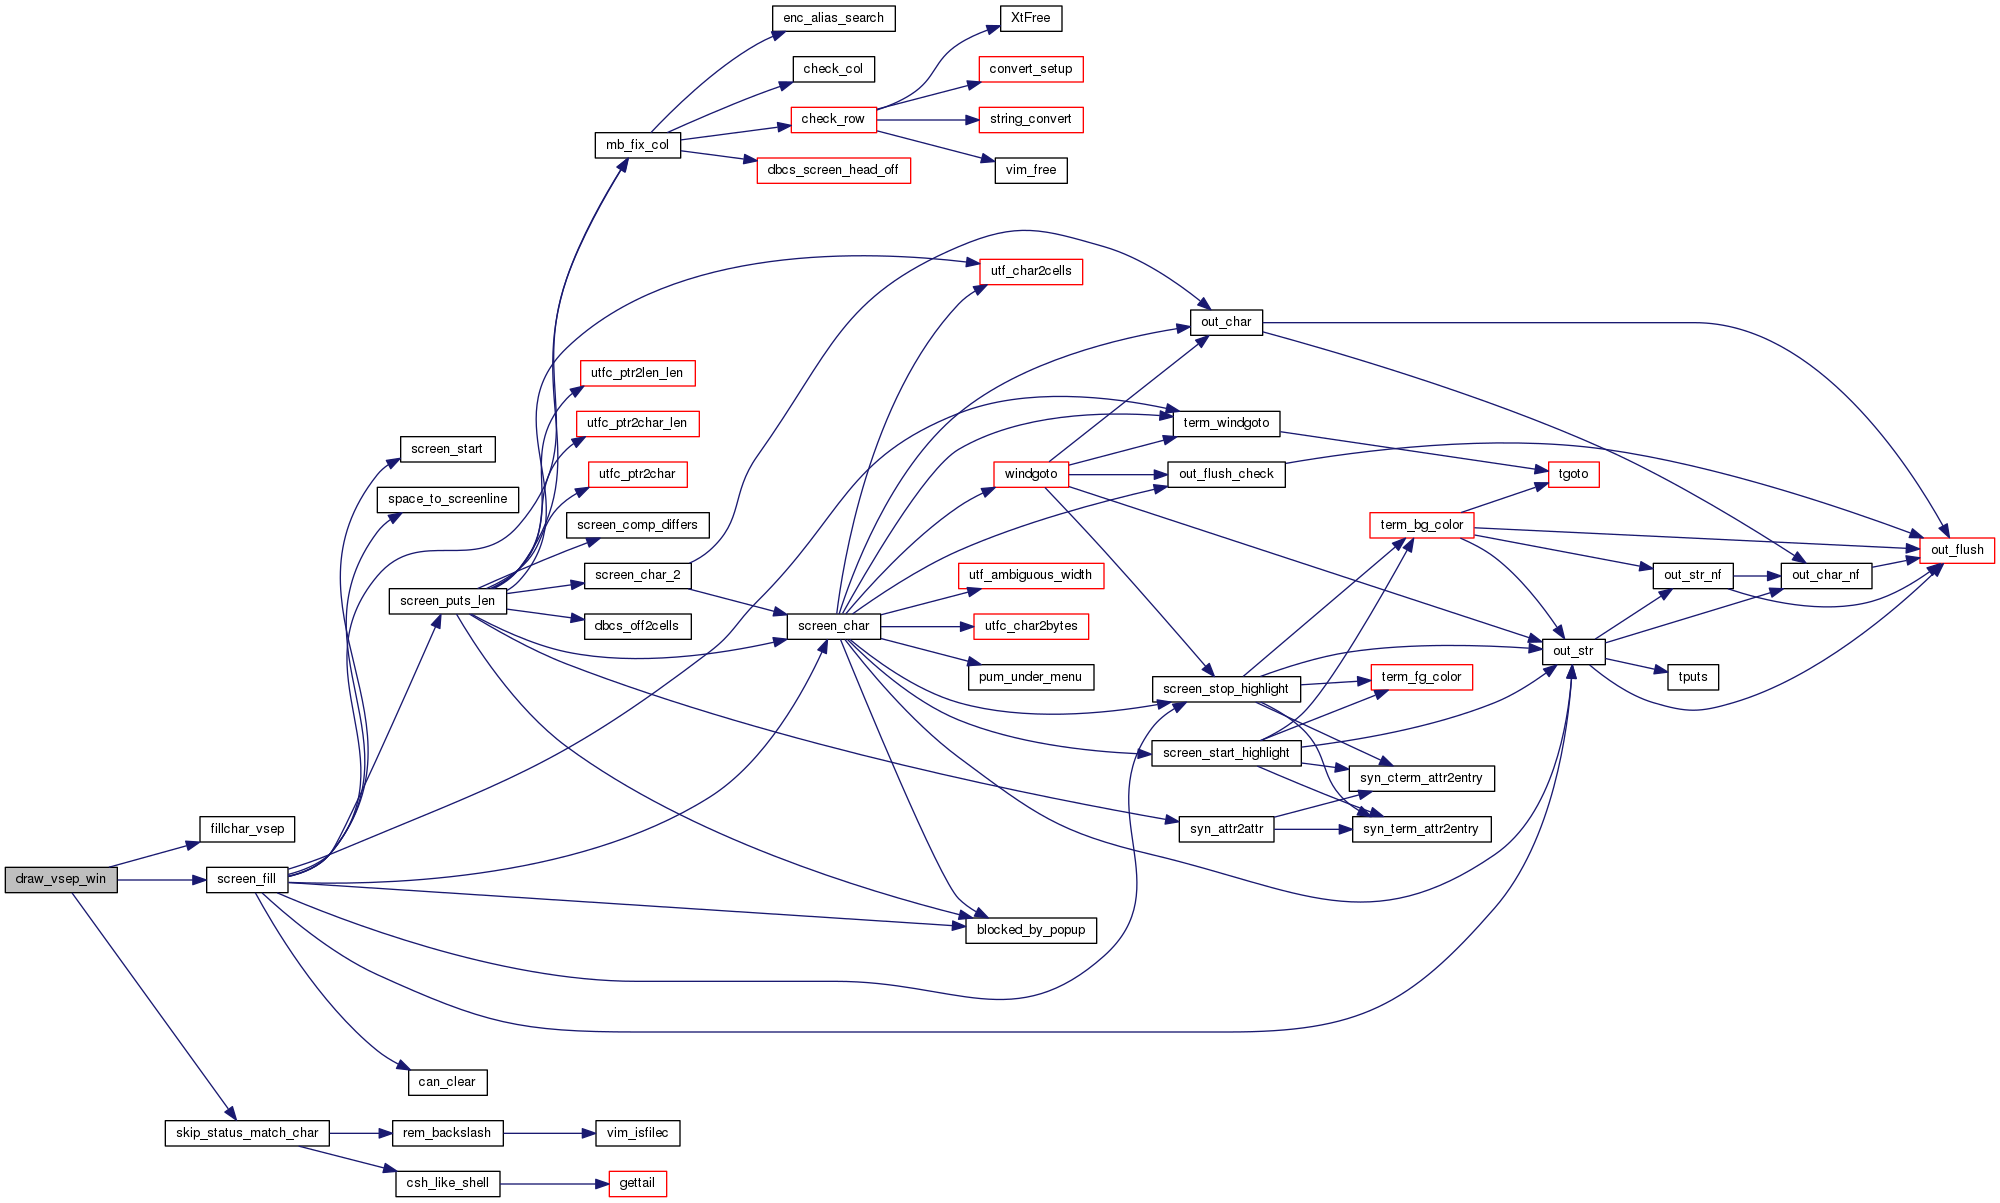 enc_alias_search
XtFree
check_col
convert_setup
check_row
string_convert
mb_fix_col
dbcs_screen_head_off
vim_free
utf_char2cells
out_char
utfc_ptr2len_len
utfc_ptr2char_len
term_windgoto
screen_start
utfc_ptr2char
windgoto
out_flush_check
tgoto
space_to_screenline
screen_comp_differs
term_bg_color
out_flush
screen_char_2
utf_ambiguous_width
out_str_nf
out_char_nf
screen_puts_len
dbcs_off2cells
screen_char
utfc_char2bytes
out_str
pum_under_menu
term_fg_color
tputs
screen_stop_highlight
screen_start_highlight
syn_cterm_attr2entry
fillchar_vsep
syn_attr2attr
syn_term_attr2entry
draw_vsep_win
screen_fill
blocked_by_popup
can_clear
skip_status_match_char
rem_backslash
vim_isfilec
csh_like_shell
gettail